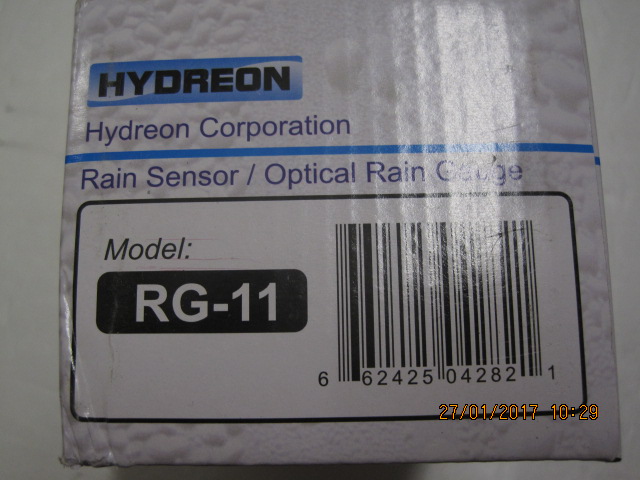 HYDREON
Hydreon Corporation
Rain Sensor / Optical Rain Gauge
Model:
RG-11
6 62425 04282 1
27/01/2017 10:29